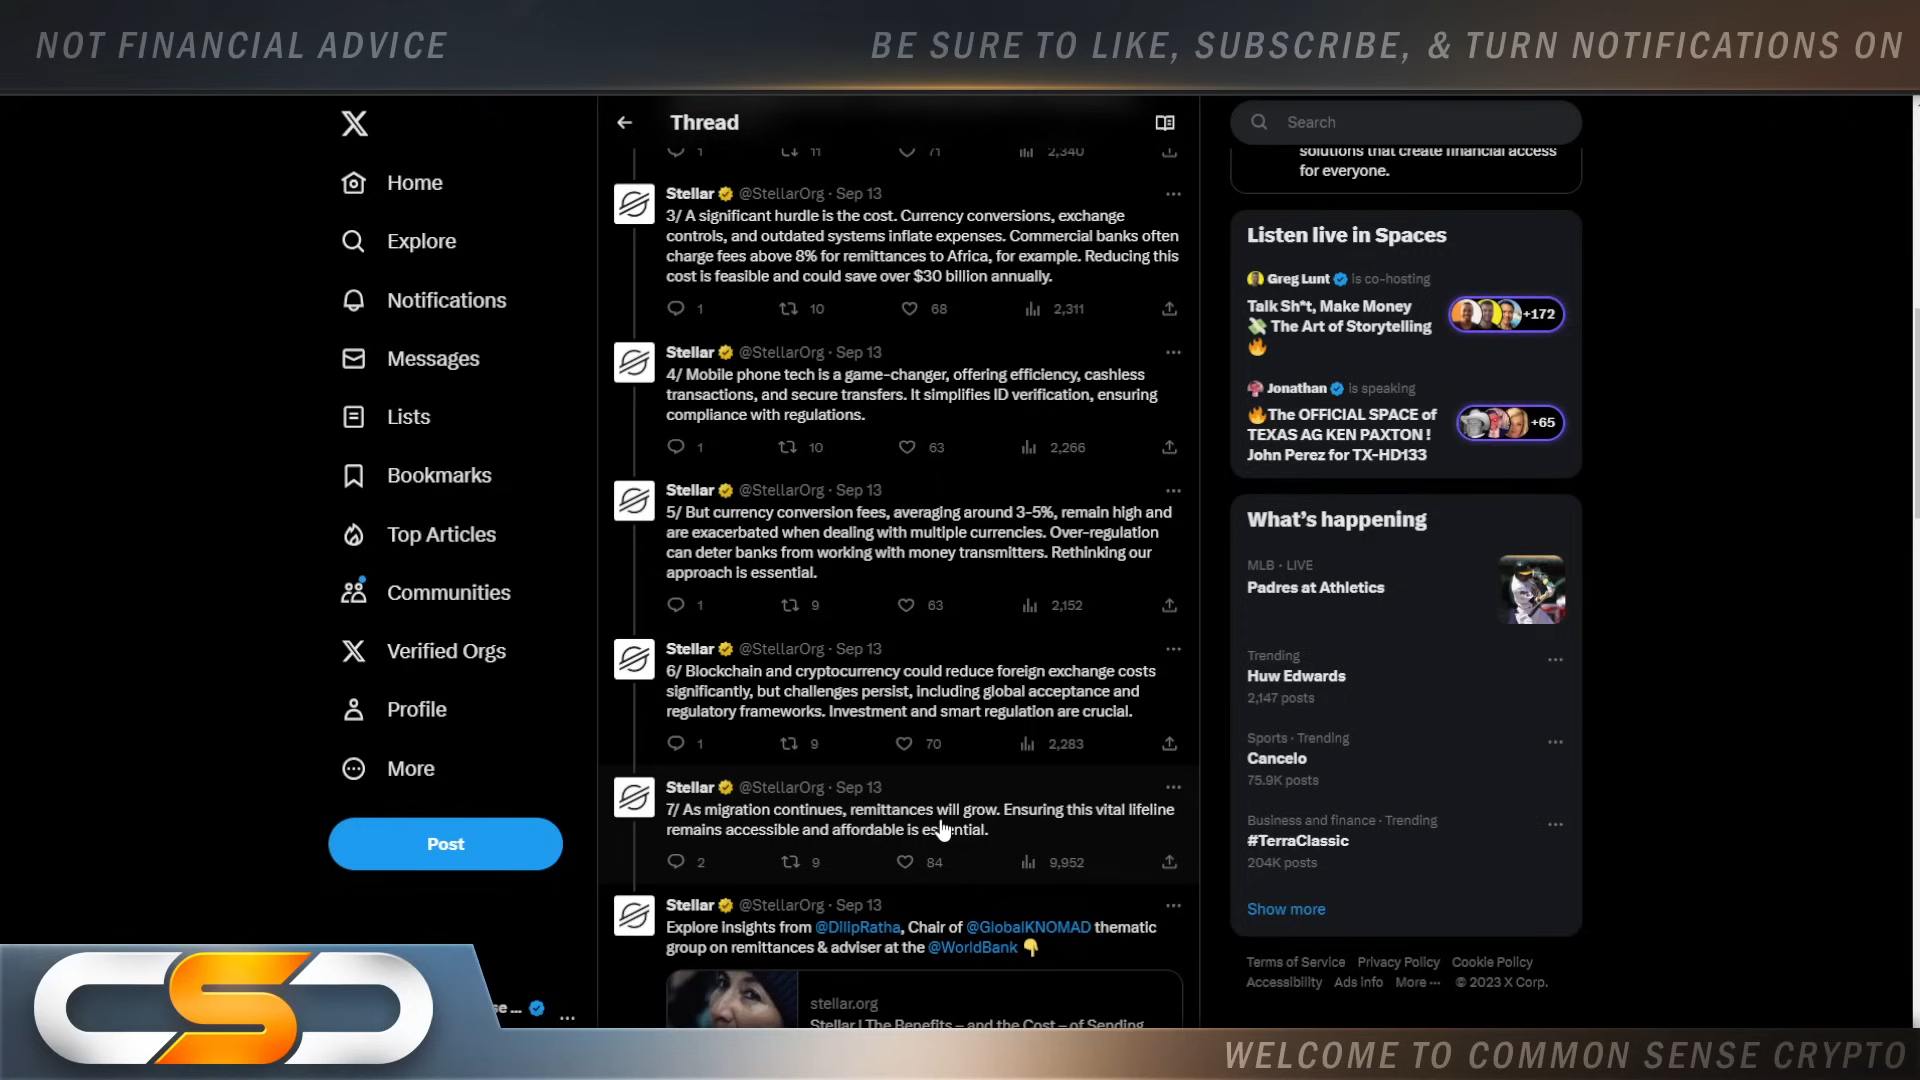 NOT FINANCIAL ADVICE
BE SURE TO LIKE, SUBSCRIBE, & TURN NOTIFICATIONS ON
Home
Explore
Notifications
Messages
Lists
Bookmarks
Top Articles
Communities
Verified Orgs
Profile
More
Post
se ...
Thread
1 11 71 2,340
Stellar @StellarOrg · Sep 13
3/ A significant hurdle is the cost. Currency conversions, exchange
controls, and outdated systems inflate expenses. Commercial banks often
charge fees above 8% for remittances to Africa, for example. Reducing this
cost is feasible and could save over $30 billion annually.
1 10 68 2,311
Stellar @StellarOrg · Sep 13
4/ Mobile phone tech is a game-changer, offering efficiency, cashless
transactions, and secure transfers. It simplifies ID verification, ensuring
compliance with regulations.
1 10 63 2,266
Stellar @StellarOrg · Sep 13
5/ But currency conversion fees, averaging around 3-5%, remain high and
are exacerbated when dealing with multiple currencies. Over-regulation
can deter banks from working with money transmitters. Rethinking our
approach is essential.
1 9 63 2,152
Stellar @StellarOrg · Sep 13
6/ Blockchain and cryptocurrency could reduce foreign exchange costs
significantly, but challenges persist, including global acceptance and
regulatory frameworks. Investment and smart regulation are crucial.
1 9 70 2,283
Stellar @StellarOrg · Sep 13
7/ As migration continues, remittances will grow. Ensuring this vital lifeline
remains accessible and affordable is essential.
2 9 84 9,952
Stellar @StellarOrg · Sep 13
Explore insights from @DilipRatha, Chair of @GlobalKNOMAD thematic
group on remittances & adviser at the @WorldBank 👇
stellar.org
Stellar | The Benefits – and the Cost – of Sending
Search
solutions that create financial access
for everyone.
Listen live in Spaces
Greg Lunt is co-hosting
Talk Sh*t, Make Money
💸 The Art of Storytelling
🔥
+172
Jonathan is speaking
🔥The OFFICIAL SPACE of
TEXAS AG KEN PAXTON !
John Perez for TX-HD133
+65
What's happening
MLB · LIVE
Padres at Athletics
Trending
Huw Edwards
2,147 posts
Sports · Trending
Cancelo
75.9K posts
Business and finance · Trending
#TerraClassic
204K posts
Show more
Terms of Service Privacy Policy Cookie Policy
Accessibility Ads info More ··· © 2023 X Corp.
CSC
WELCOME TO COMMON SENSE CRYPTO